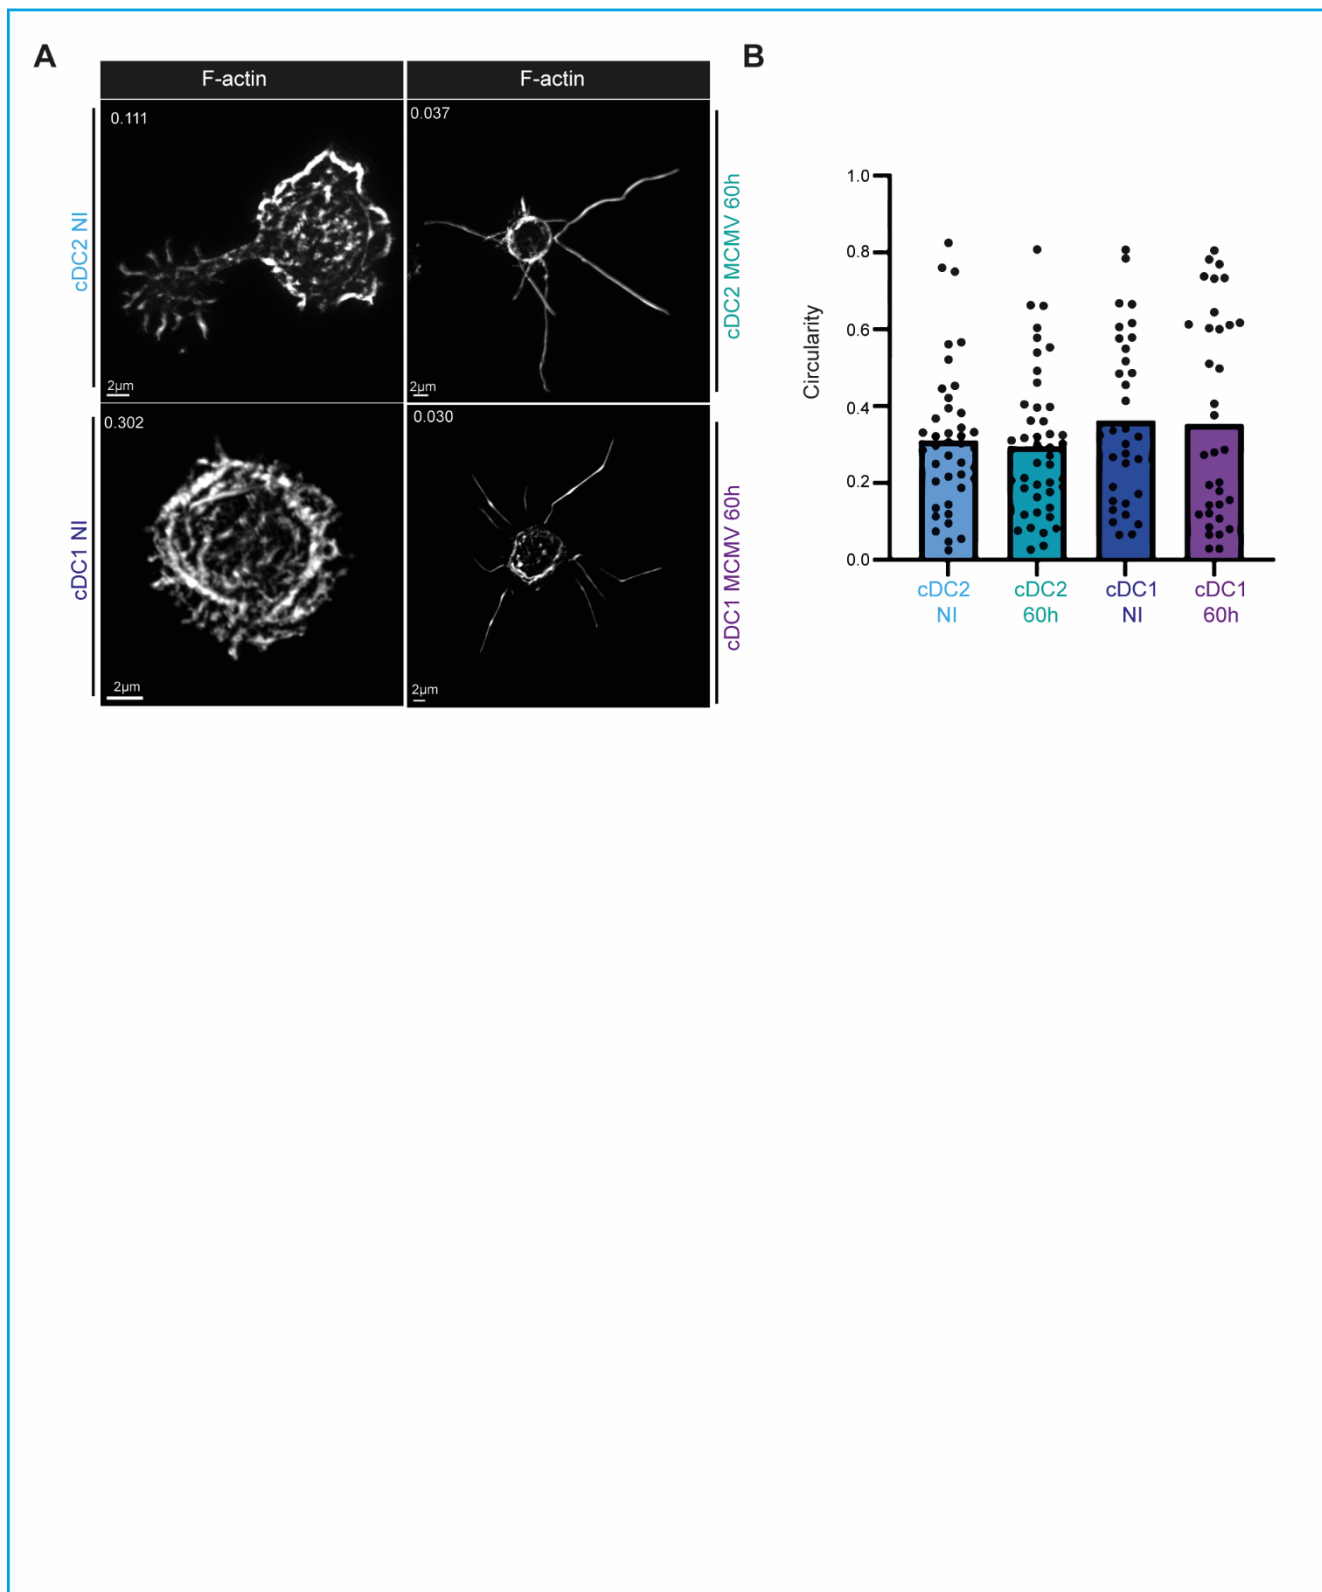 A
F-actin
F-actin
cDC2 NI
0.111
2µm
0.037
2µm
cDC2 MCMV 60h
cDC1 NI
0.302
2µm
0.030
2µm
cDC1 MCMV 60h
B
Circularity
1.0
0.8
0.6
0.4
0.2
0.0
cDC2
NI
cDC2
60h
cDC1
NI
cDC1
60h